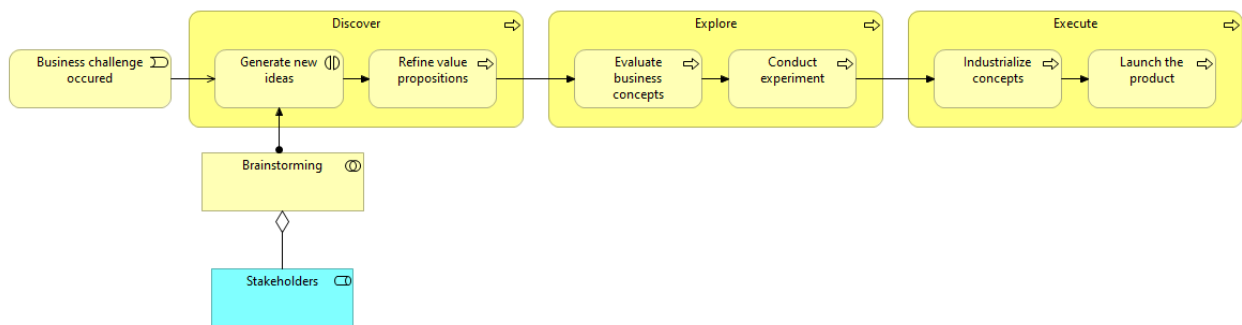 Discover
Explore
Execute
Business challenge
occured
Generate new
ideas
Refine value
propositions
Evaluate
business
concepts
Conduct
experiment
Industrialize
concepts
Launch the
product
Brainstorming
Stakeholders